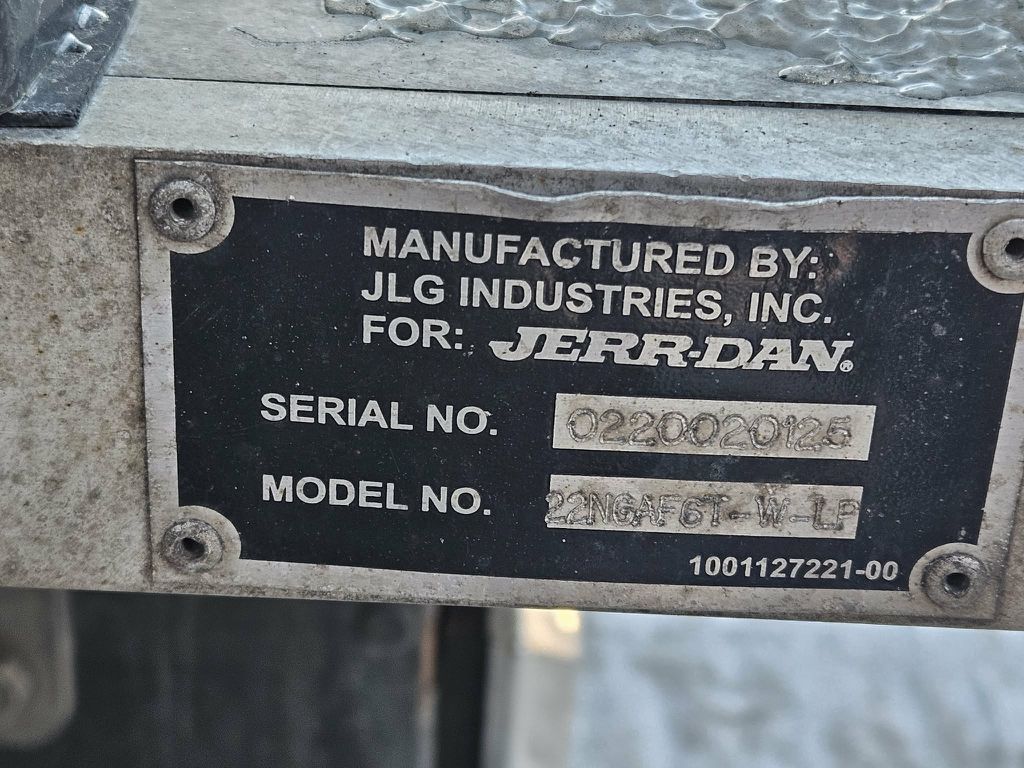 MANUFACTURED BY:
JLG INDUSTRIES, INC.
FOR: JERR-DAN®
SERIAL NO. 0220020125
MODEL NO. 22NGAF6T-W-LP
1001127221-00